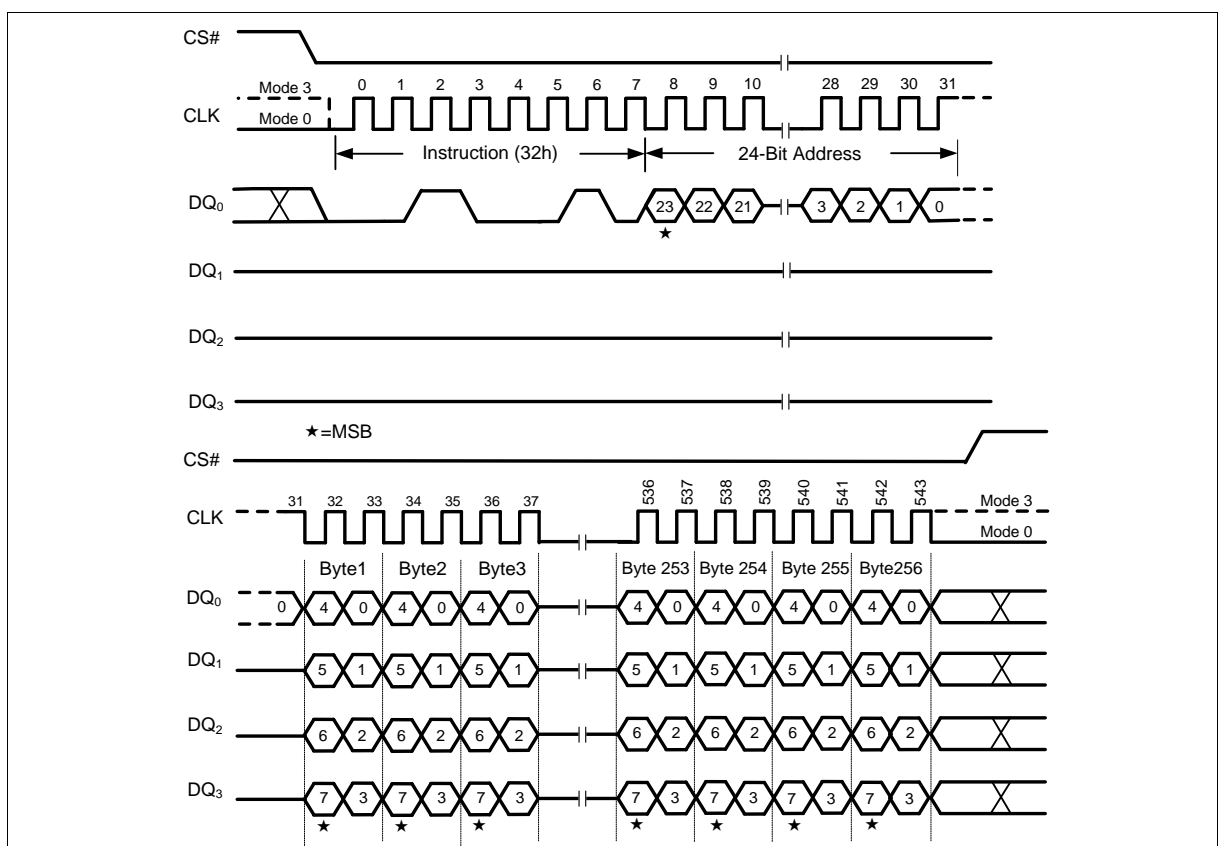 CS#
Mode 3
0 1 2 3 4 5 6 7 8 9 10 28 29 30 31
CLK
Mode 0
Instruction (32h) 24-Bit Address
DQ0 23 22 21 3 2 1 0
★
DQ1
DQ2
DQ3
★=MSB
CS#
31 32 33 34 35 36 37 536 537 538 539 540 541 542 543
CLK Mode 3
Mode 0
Byte1 Byte2 Byte3 Byte 253 Byte 254 Byte 255 Byte256
DQ0 0 4 0 4 0 4 0 4 0 4 0 4 0 4 0
DQ1 5 1 5 1 5 1 5 1 5 1 5 1 5 1
DQ2 6 2 6 2 6 2 6 2 6 2 6 2 6 2
DQ3 7 3 7 3 7 3 7 3 7 3 7 3 7 3
★ ★ ★ ★ ★ ★ ★